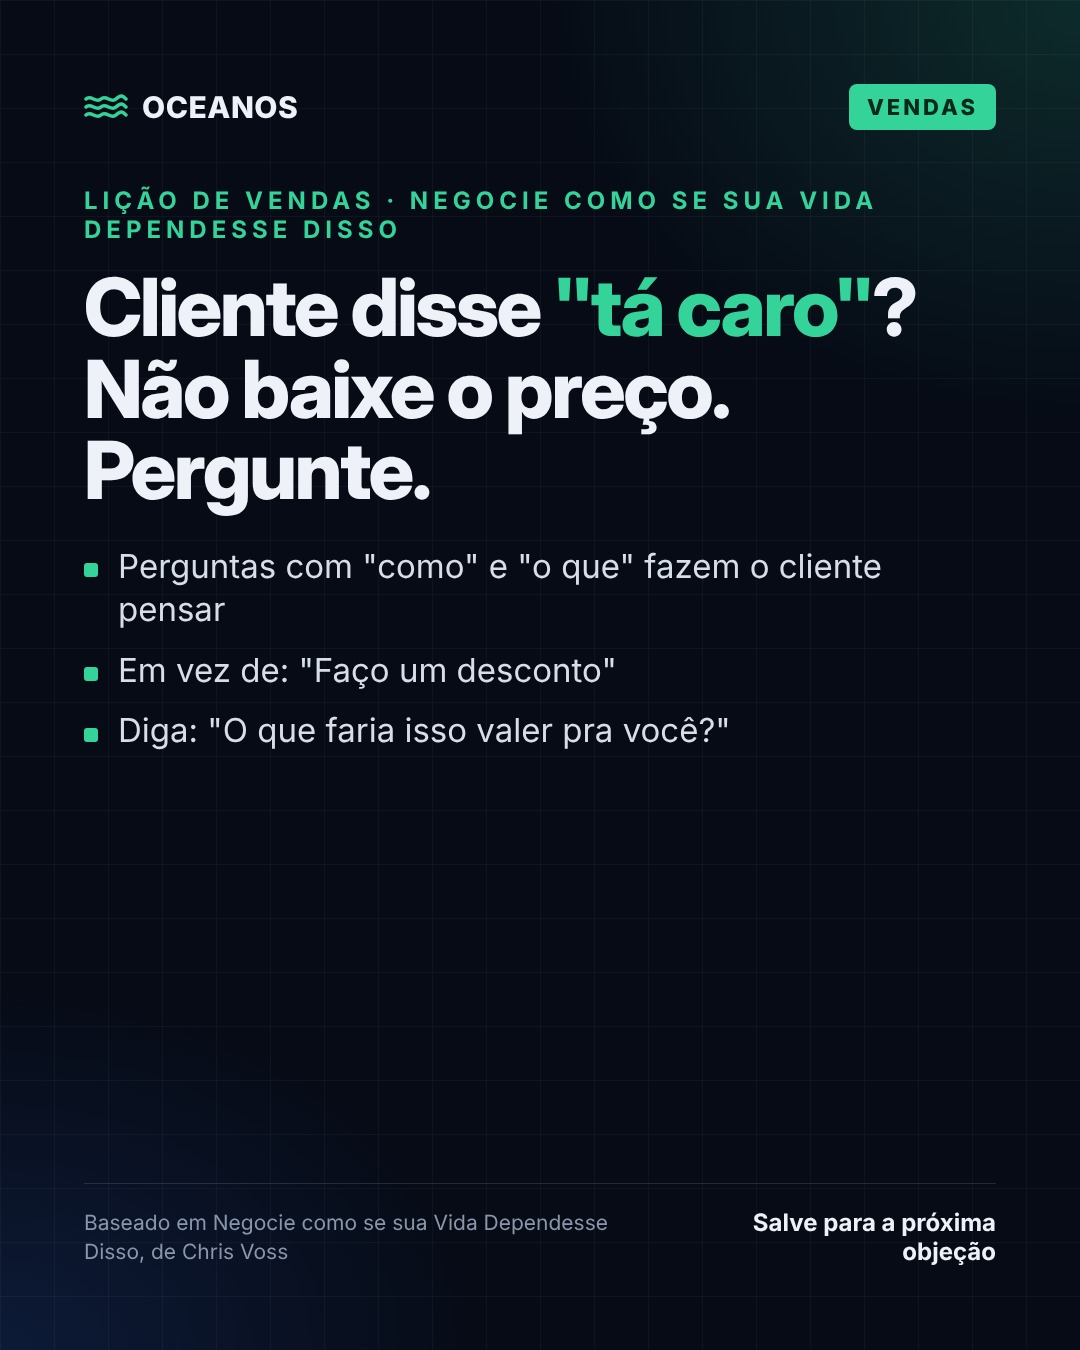 OCEANOS
VENDAS
LIÇÃO DE VENDAS · NEGOCIE COMO SE SUA VIDA
DEPENDESSE DISSO
Cliente disse "tá caro"?
Não baixe o preço.
Pergunte.
Perguntas com "como" e "o que" fazem o cliente
pensar
Em vez de: "Faço um desconto"
Diga: "O que faria isso valer pra você?"
Baseado em Negocie como se sua Vida Dependesse
Disso, de Chris Voss
Salve para a próxima
objeção